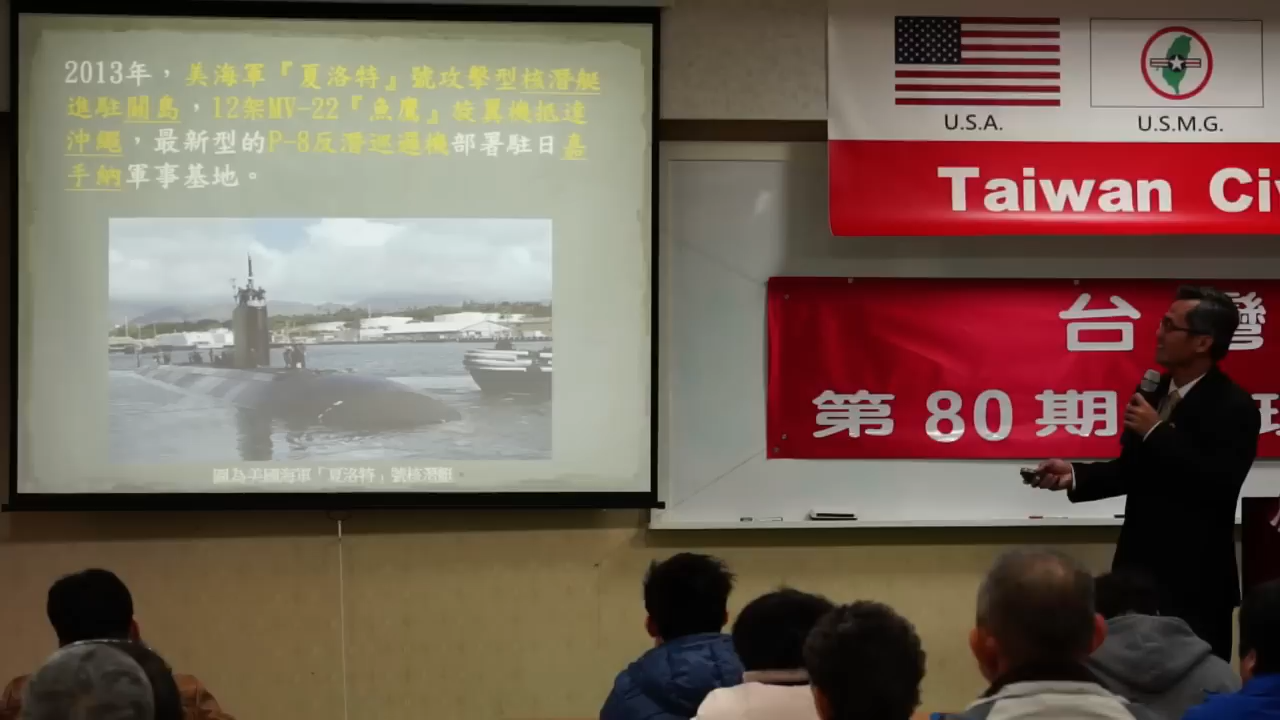 2013年，美海軍『夏洛特』號攻擊型核潛艇
進駐關島，12架MV-22『魚鷹』旋翼機抵達
沖繩，最新型的P-8反潛巡邏機部署駐日嘉
手納軍事基地。
圖為美國海軍「夏洛特」號核潛艇。
U.S.A.
U.S.M.G.
Taiwan Civ
台灣
第80期